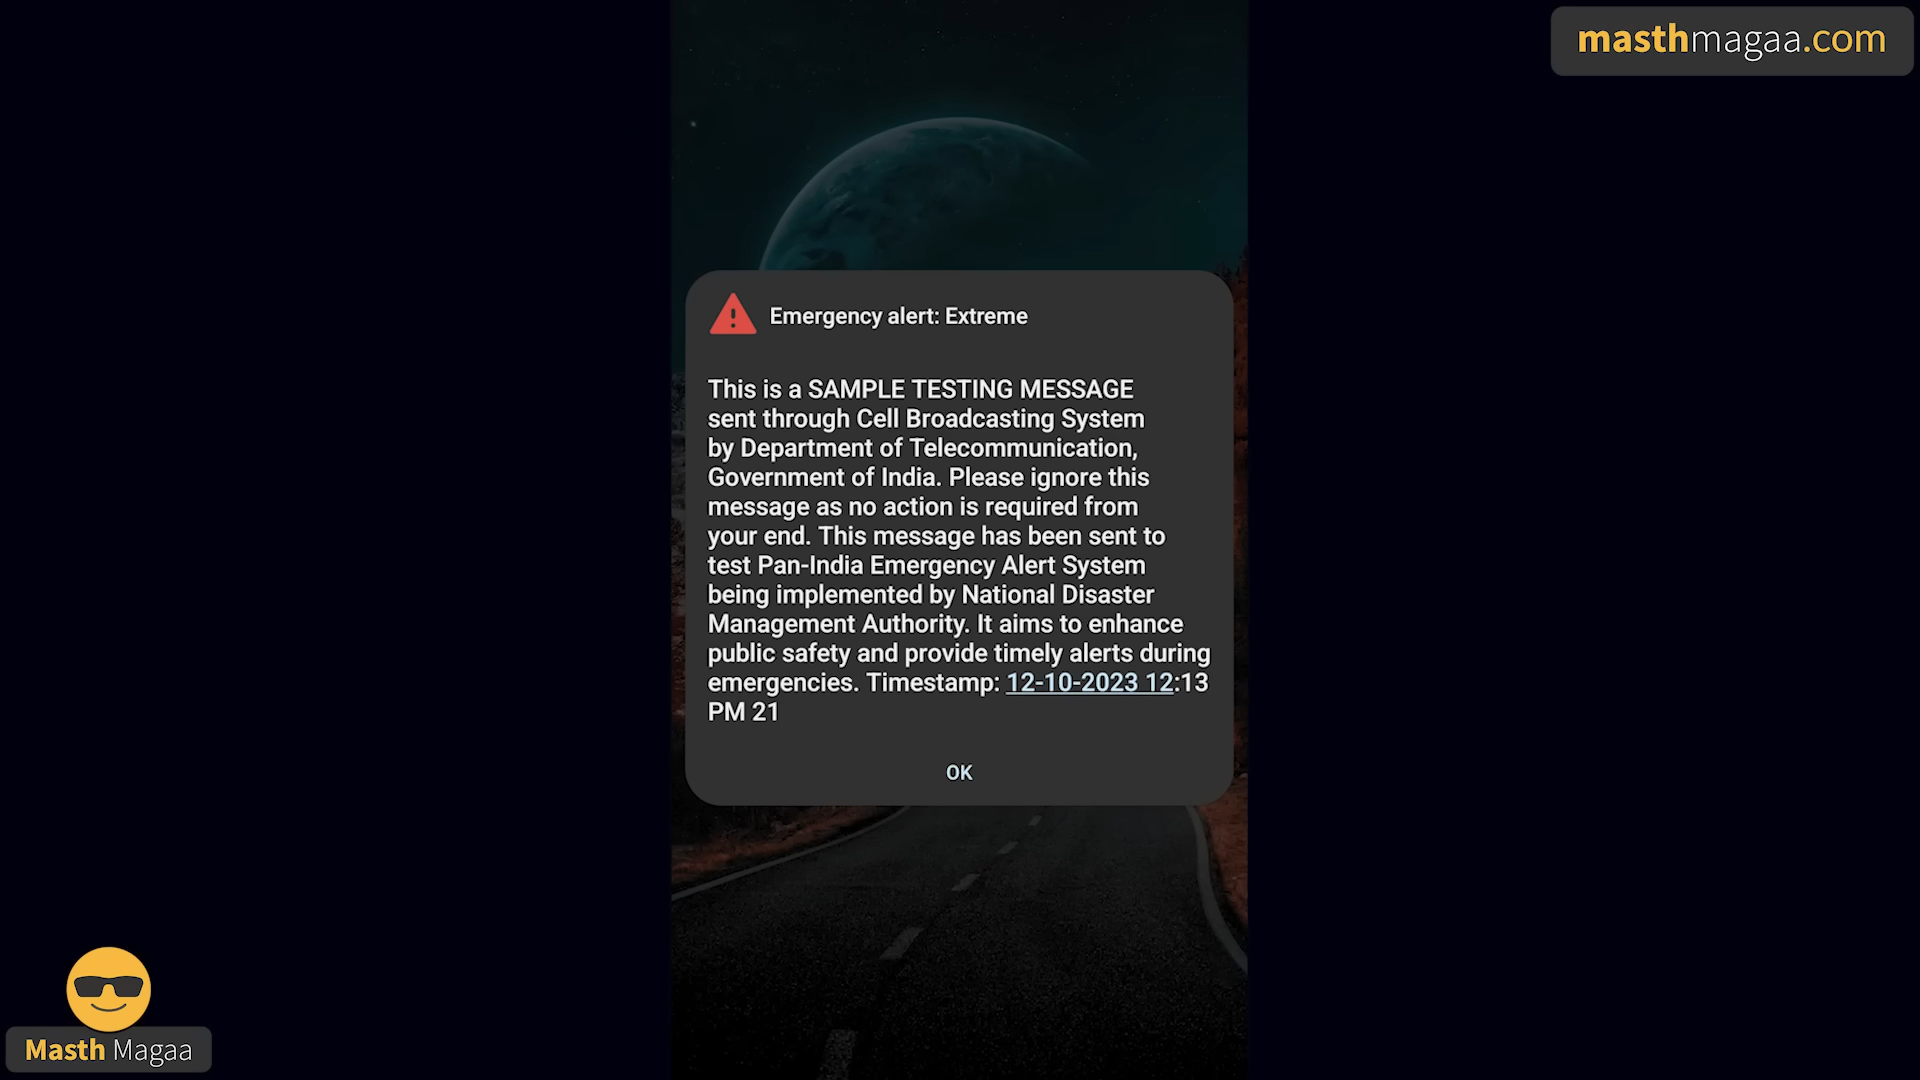 masthmagaa.com
Emergency alert: Extreme
This is a SAMPLE TESTING MESSAGE
sent through Cell Broadcasting System
by Department of Telecommunication,
Government of India. Please ignore this
message as no action is required from
your end. This message has been sent to
test Pan-India Emergency Alert System
being implemented by National Disaster
Management Authority. It aims to enhance
public safety and provide timely alerts during
emergencies. Timestamp: 12-10-2023 12:13
PM 21
OK
Masth Magaa